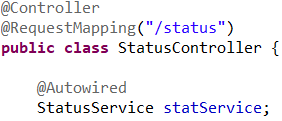 @Controller
@RequestMapping("/status")
public class StatusController {
@Autowired
StatusService statService;